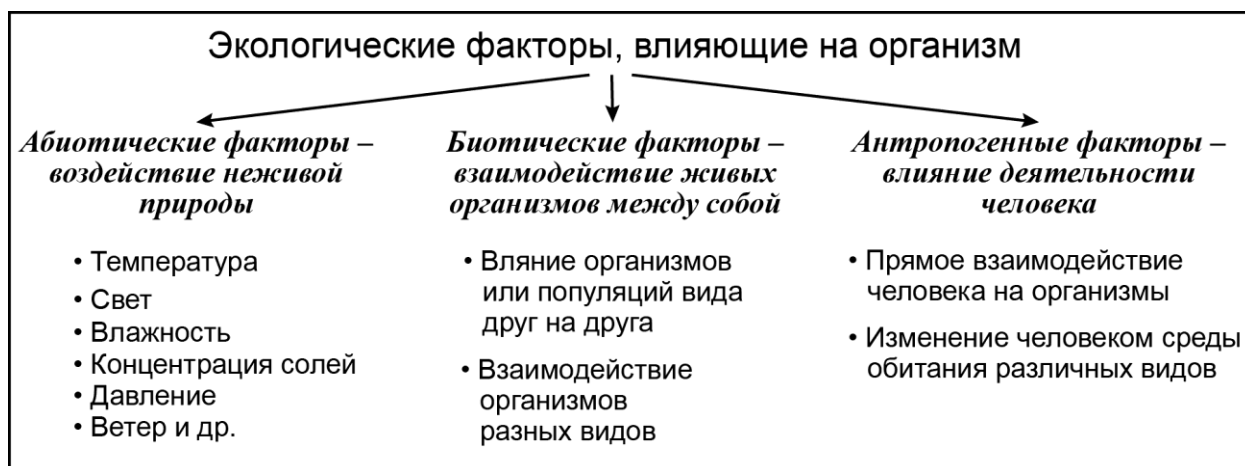 Экологические факторы, влияющие на организм
Абиотические факторы –
воздействие неживой
природы
• Температура
• Свет
• Влажность
• Концентрация солей
• Давление
• Ветер и др.
Биотические факторы –
взаимодействие живых
организмов между собой
• Вляние организмов
или популяций вида
друг на друга
• Взаимодействие
организмов
разных видов
Антропогенные факторы –
влияние деятельности
человека
• Прямое взаимодействие
человека на организмы
• Изменение человеком среды
обитания различных видов